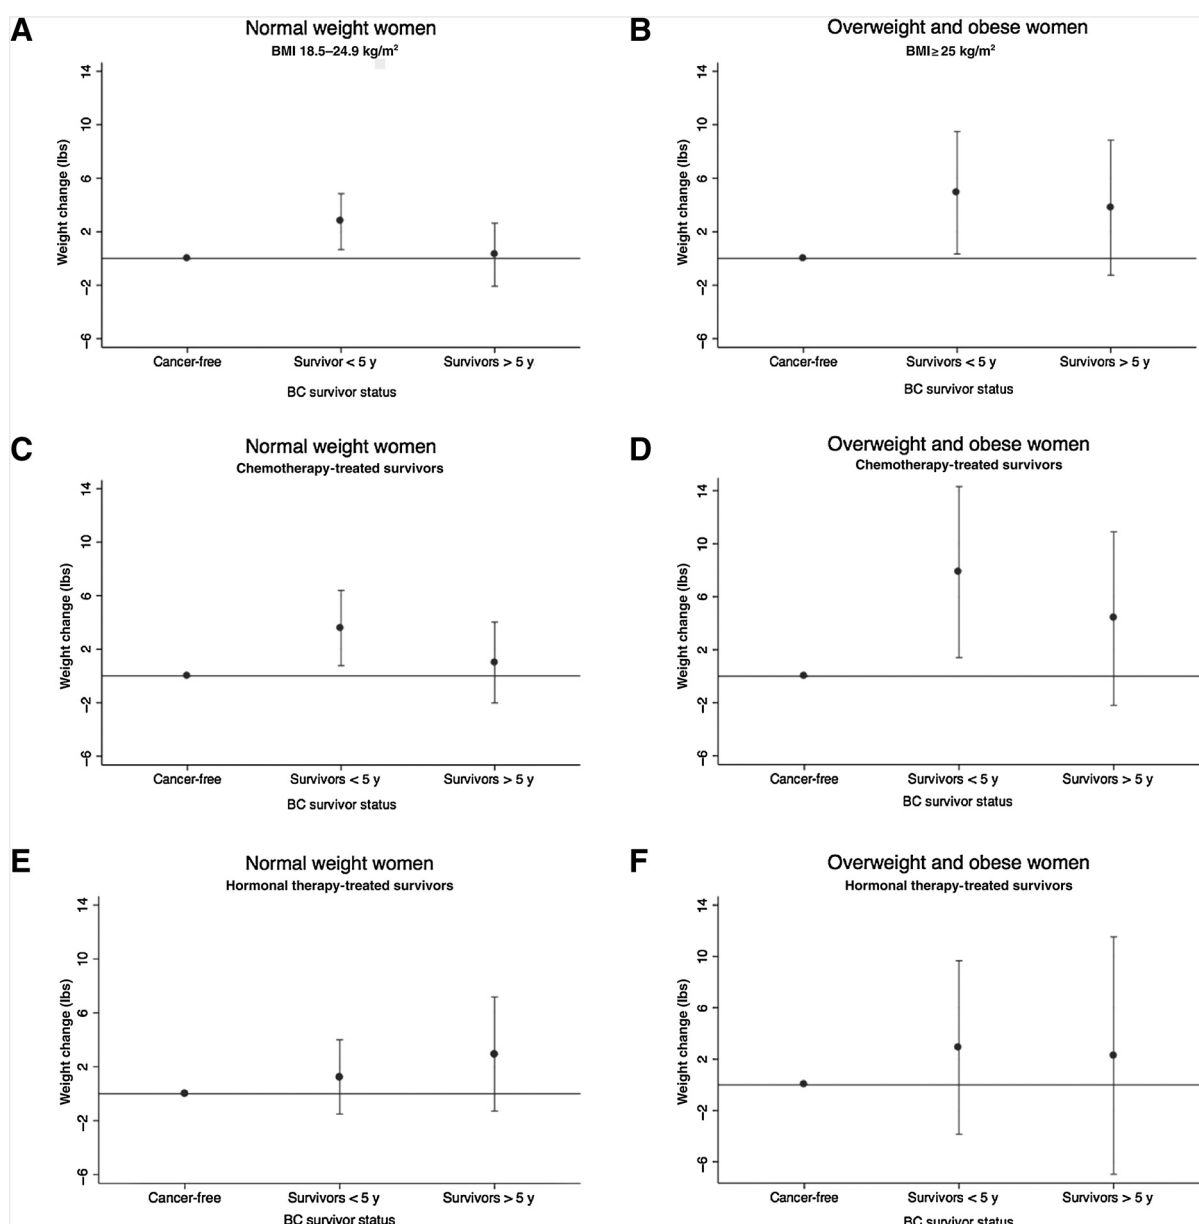 A
Normal weight women
BMI 18.5–24.9 kg/m²
Weight change (lbs)
14
10
6
2
−2
−6
Cancer-free
Survivor < 5 y
Survivors > 5 y
BC survivor status
B
Overweight and obese women
BMI ≥ 25 kg/m²
Weight change (lbs)
14
10
6
2
−2
−6
Cancer-free
Survivors < 5 y
Survivors > 5 y
BC survivor status
C
Normal weight women
Chemotherapy-treated survivors
Weight change (lbs)
14
10
6
2
−2
−6
Cancer-free
Survivors < 5 y
Survivors > 5 y
BC survivor status
D
Overweight and obese women
Chemotherapy-treated survivors
Weight change (lbs)
14
10
6
2
−2
−6
Cancer-free
Survivors < 5 y
Survivors > 5 y
BC survivor status
E
Normal weight women
Hormonal therapy-treated survivors
Weight change (lbs)
14
10
6
2
−2
−6
Cancer-free
Survivors < 5 y
Survivors > 5 y
BC survivor status
F
Overweight and obese women
Hormonal therapy-treated survivors
Weight change (lbs)
14
10
6
2
−2
−6
Cancer-free
Survivors < 5 y
Survivors > 5 y
BC survivor status